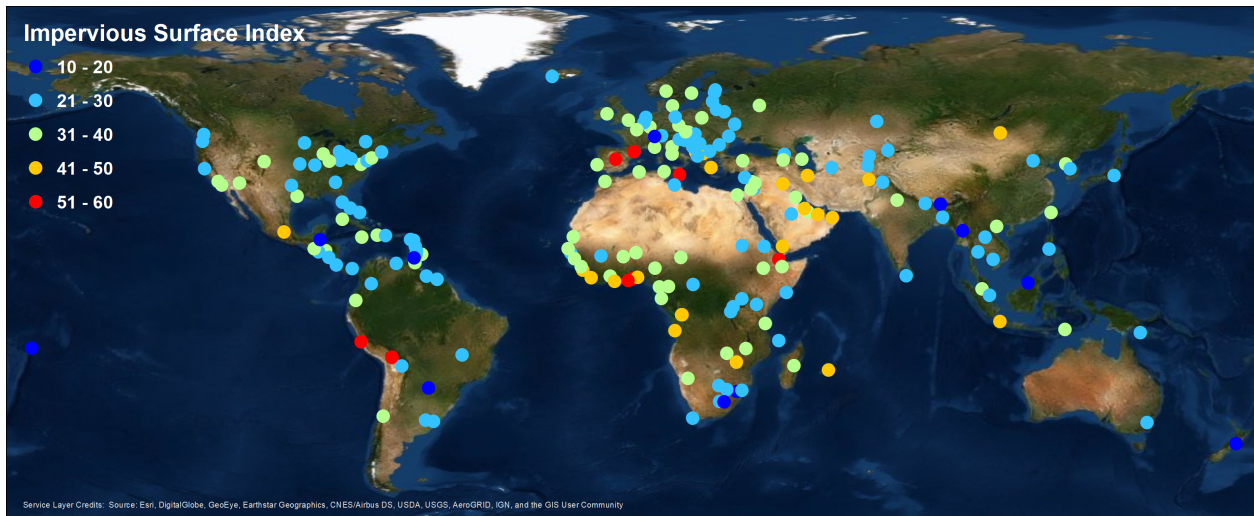 Impervious Surface Index
10 - 20
21 - 30
31 - 40
41 - 50
51 - 60
Service Layer Credits: Source: Esri, DigitalGlobe, GeoEye, Earthstar Geographics, CNES/Airbus DS, USDA, USGS, AeroGRID, IGN, and the GIS User Community